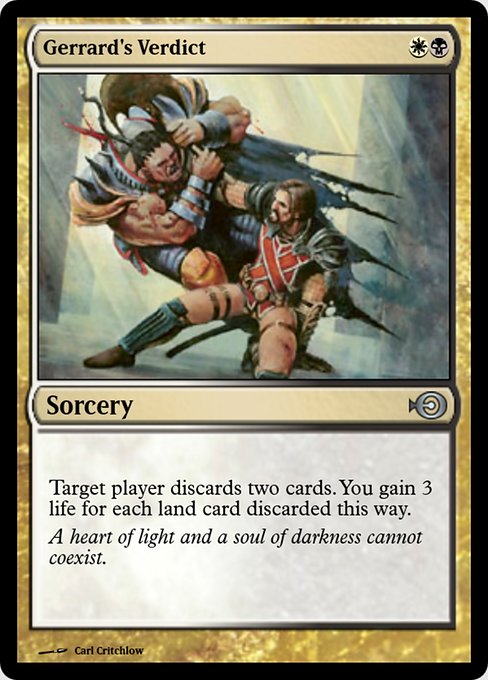 Gerrard's Verdict
Sorcery
Target player discards two cards. You gain 3
life for each land card discarded this way.
A heart of light and a soul of darkness cannot
coexist.
Carl Critchlow